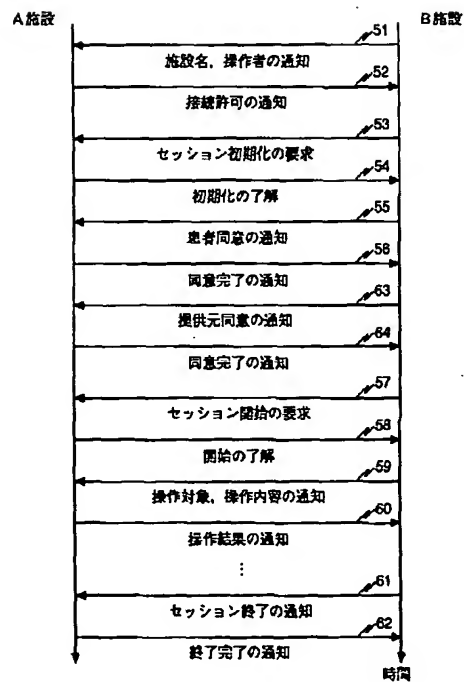 A施設
B施設
51
施設名，操作者の通知
52
接続許可の通知
53
セッション初期化の要求
54
初期化の了解
55
患者同意の通知
56
同意完了の通知
63
提供元同意の通知
64
同意完了の通知
57
セッション開始の要求
58
開始の了解
59
操作対象，操作内容の通知
60
操作結果の通知
⋮
61
セッション終了の通知
62
終了完了の通知
時間